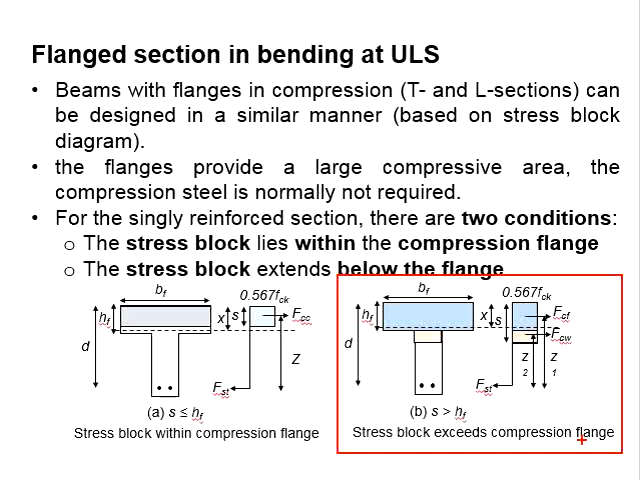 Flanged section in bending at ULS
• Beams with flanges in compression (T- and L-sections) can
be designed in a similar manner (based on stress block
diagram).
• the flanges provide a large compressive area, the
compression steel is normally not required.
• For the singly reinforced section, there are two conditions:
o The stress block lies within the compression flange
o The stress block extends below the flange
bf
0.567fck
hf
x
s
Fcc
d
z
Fst
(a) s ≤ hf
Stress block within compression flange
bf
0.567fck
hf
x
s
Fcf
Fcw
d
z
2
z
1
Fst
(b) s > hf
Stress block exceeds compression flange